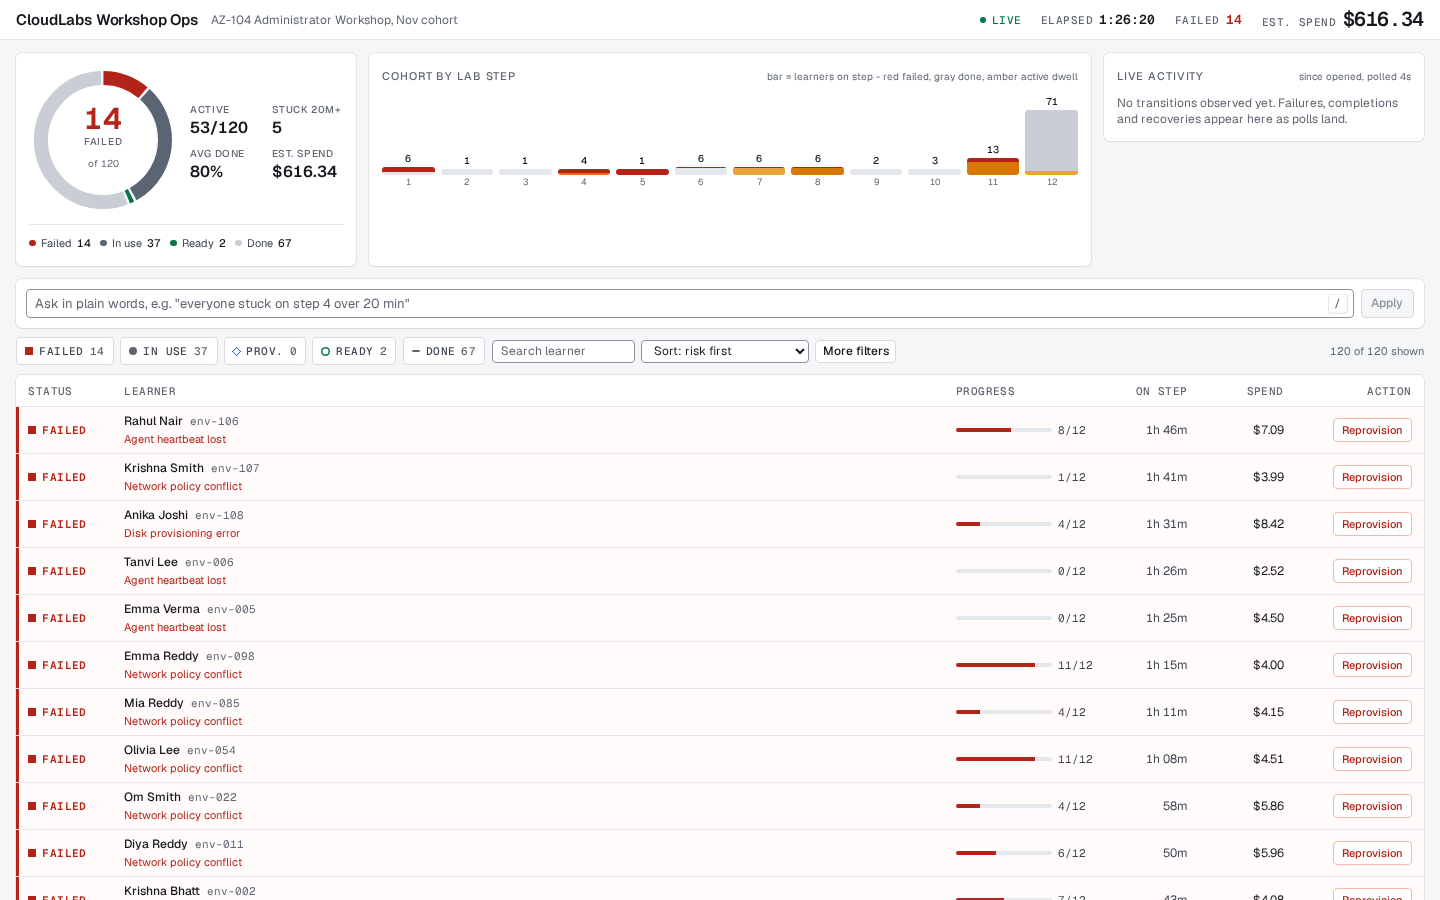 CloudLabs Workshop Ops AZ-104 Administrator Workshop, Nov cohort LIVE ELAPSED 1:26:20 FAILED 14 EST. SPEND $616.34
14
FAILED
of 120
ACTIVE
53/120
STUCK 20M+
5
AVG DONE
80%
EST. SPEND
$616.34
Failed 14 In use 37 Ready 2 Done 67
COHORT BY LAB STEP bar = learners on step - red failed, gray done, amber active dwell
6 1 1 4 1 6 6 6 2 3 13 71
1 2 3 4 5 6 7 8 9 10 11 12
LIVE ACTIVITY since opened, polled 4s
No transitions observed yet. Failures, completions
and recoveries appear here as polls land.
Ask in plain words, e.g. "everyone stuck on step 4 over 20 min" / Apply
FAILED 14 IN USE 37 PROV. 0 READY 2 DONE 67 Search learner Sort: risk first More filters 120 of 120 shown
STATUS LEARNER PROGRESS ON STEP SPEND ACTION
FAILED Rahul Nair env-106 8/12 1h 46m $7.09 Reprovision
Agent heartbeat lost
FAILED Krishna Smith env-107 1/12 1h 41m $3.99 Reprovision
Network policy conflict
FAILED Anika Joshi env-108 4/12 1h 31m $8.42 Reprovision
Disk provisioning error
FAILED Tanvi Lee env-006 0/12 1h 26m $2.52 Reprovision
Agent heartbeat lost
FAILED Emma Verma env-005 0/12 1h 25m $4.50 Reprovision
Agent heartbeat lost
FAILED Emma Reddy env-098 11/12 1h 15m $4.00 Reprovision
Network policy conflict
FAILED Mia Reddy env-085 4/12 1h 11m $4.15 Reprovision
Network policy conflict
FAILED Olivia Lee env-054 11/12 1h 08m $4.51 Reprovision
Network policy conflict
FAILED Om Smith env-022 4/12 58m $5.86 Reprovision
Network policy conflict
FAILED Diya Reddy env-011 6/12 50m $5.96 Reprovision
Network policy conflict
FAILED Krishna Bhatt env-002 7/12 43m $4.08 Reprovision